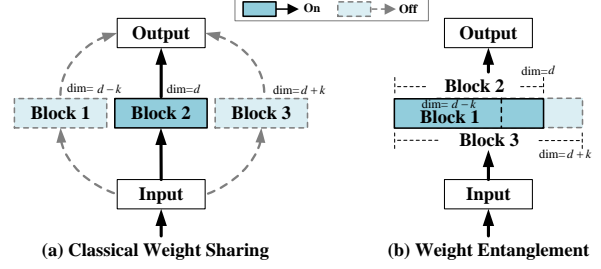 On Off
Output Output
dim= d − k dim= d dim= d + k
Block 1 Block 2 Block 3
Input
(a) Classical Weight Sharing
dim= d
Block 2
dim= d − k
Block 1
Block 3
dim= d + k
Input
(b) Weight Entanglement